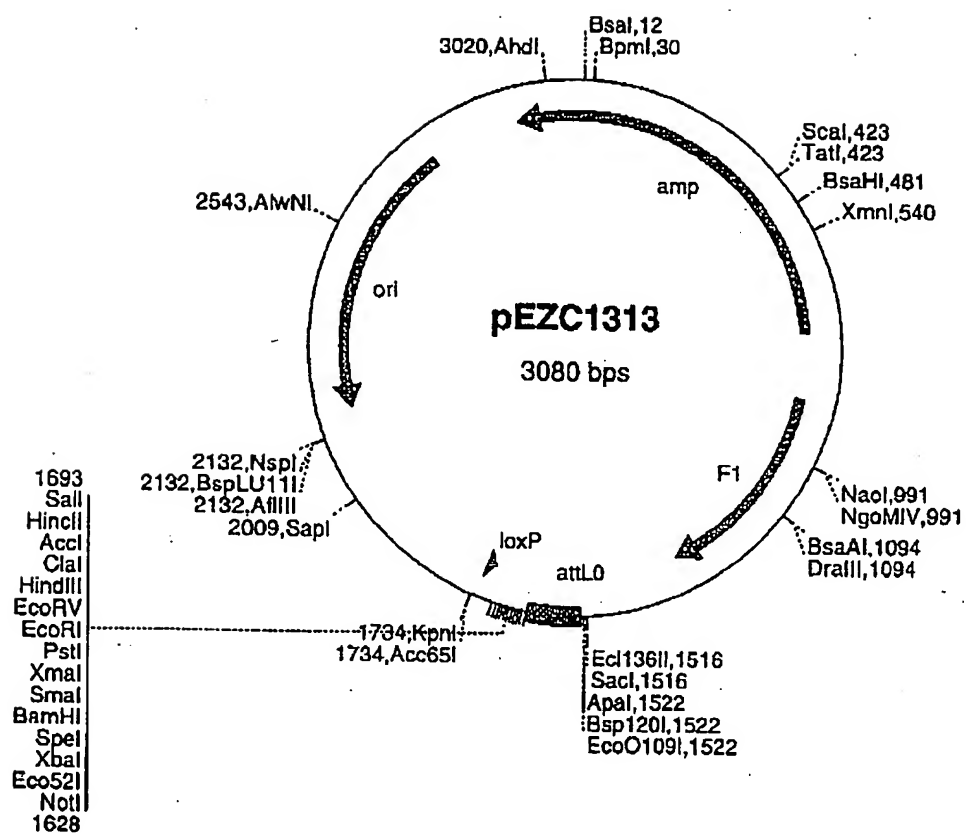 BsaI,12
3020,AhdI
BpmI,30
ScaI,423
TatI,423
BsaHI,481
XmnI,540
amp
2543,AlwNI
ori
pEZC1313
3080 bps
F1
NaoI,991
NgoMIV,991
BsaAI,1094
DraIII,1094
2132,NspI
2132,BspLU11I
2132,AflIII
2009,SapI
loxP
attL0
1734,KpnI
1734,Acc65I
Ecl136II,1516
SacI,1516
ApaI,1522
Bsp120I,1522
EcoO109I,1522
1693
SalI
HincII
AccI
ClaI
HindIII
EcoRV
EcoRI
PstI
XmaI
SmaI
BamHI
SpeI
XbaI
Eco52I
NotI
1628